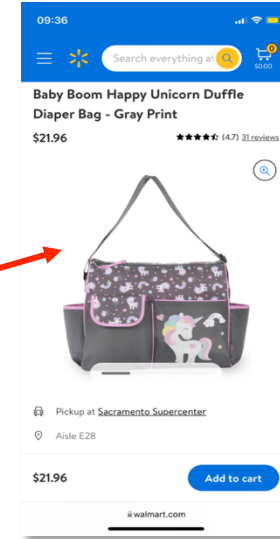 09:36
Search everything at
0
$0.00
Baby Boom Happy Unicorn Duffle
Diaper Bag - Gray Print
$21.96
(4.7) 31 reviews
Pickup at Sacramento Supercenter
Aisle E28
$21.96
Add to cart
walmart.com